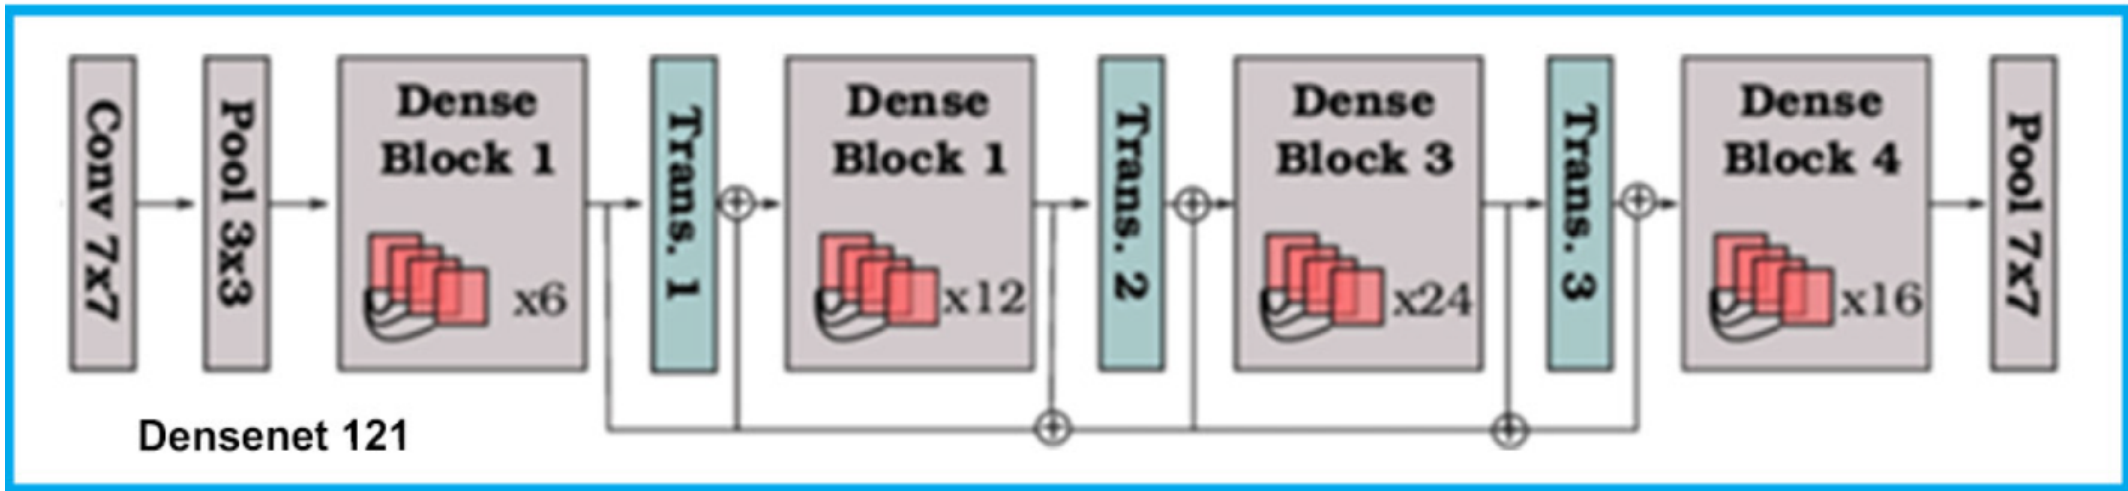 Conv 7x7
Pool 3x3
Dense
Block 1
x6
Trans. 1
Dense
Block 1
x12
Trans. 2
Dense
Block 3
x24
Trans. 3
Dense
Block 4
x16
Pool 7x7
Densenet 121